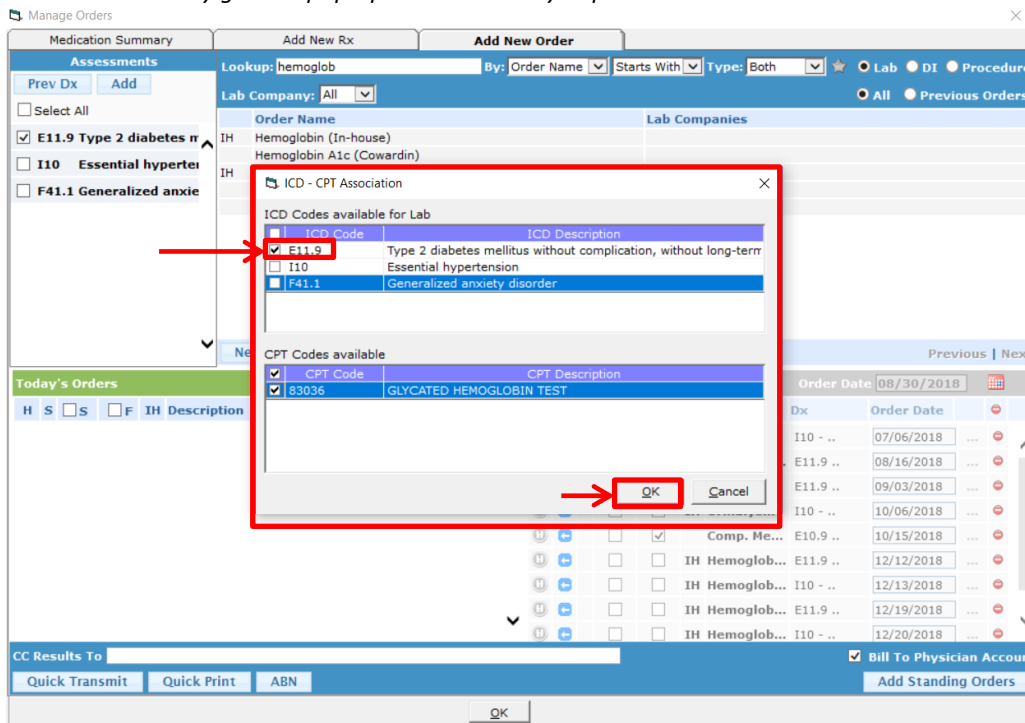 Manage Orders
Medication Summary Add New Rx Add New Order
Assessments
Prev Dx Add
Select All
E11.9 Type 2 diabetes m
I10 Essential hyperte
F41.1 Generalized anxie
Lookup: hemoglob By: Order Name Starts With Type: Both Lab DI Procedure
Lab Company: All All Previous Orders
Order Name Lab Companies
IH Hemoglobin (In-house)
Hemoglobin A1c (Cowardin)
IH
ICD - CPT Association
ICD Codes available for Lab
ICD Code ICD Description
E11.9 Type 2 diabetes mellitus without complication, without long-term
I10 Essential hypertension
F41.1 Generalized anxiety disorder
CPT Codes available
CPT Code CPT Description
83036 GLYCATED HEMOGLOBIN TEST
OK Cancel
Ne Previous | Nex
Today's Orders Order Date 08/30/2018
H S S F IH Description Dx Order Date
I10 - .. 07/06/2018 ...
E11.9 .. 08/16/2018 ...
E11.9 .. 09/03/2018 ...
I10 - .. 10/06/2018 ...
Comp. Me... E10.9 .. 10/15/2018 ...
IH Hemoglob... E11.9 .. 12/12/2018 ...
IH Hemoglob... I10 - .. 12/13/2018 ...
IH Hemoglob... E11.9 .. 12/19/2018 ...
IH Hemoglob... I10 - .. 12/20/2018 ...
CC Results To Bill To Physician Accoun
Quick Transmit Quick Print ABN Add Standing Orders
OK